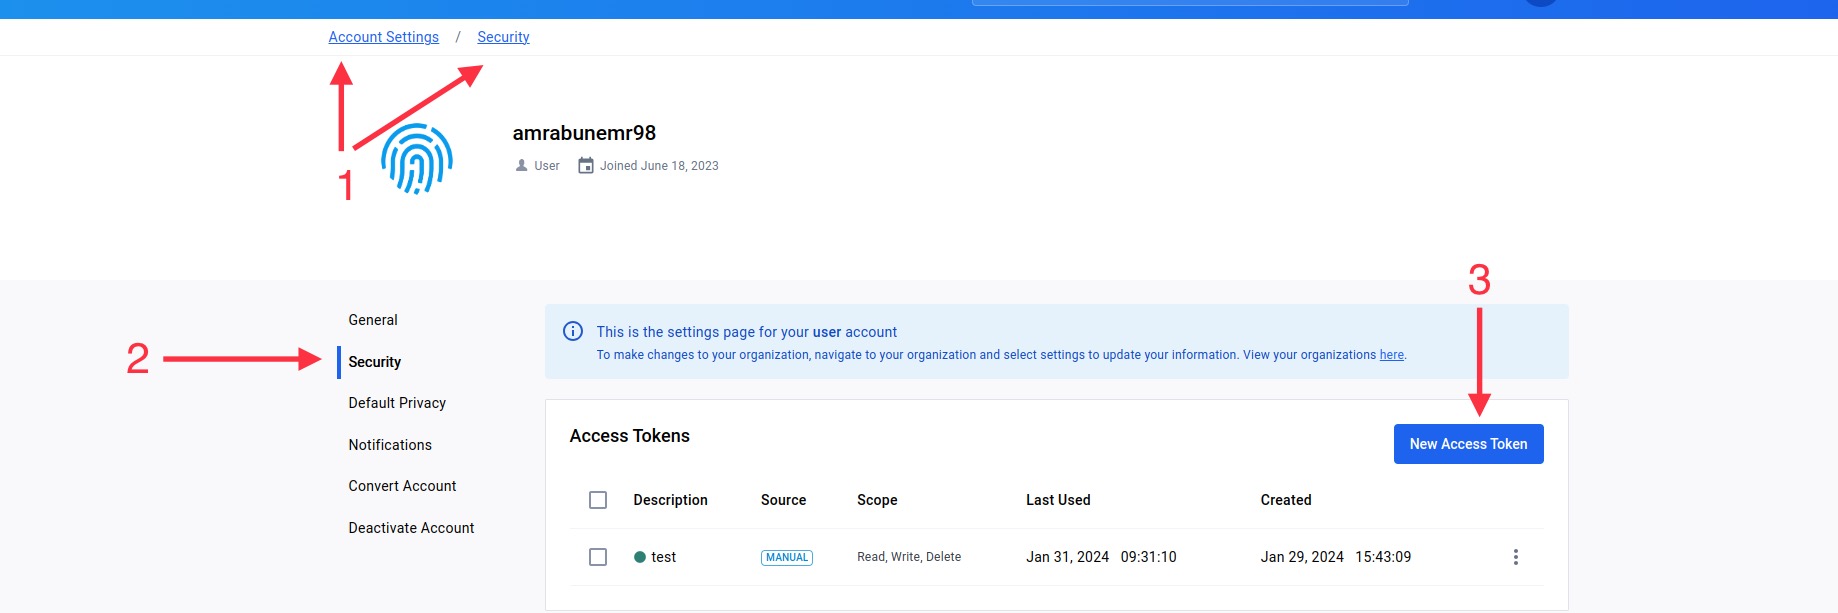 Account Settings / Security
1
amrabunemr98
User Joined June 18, 2023
2
3
General
Security
Default Privacy
Notifications
Convert Account
Deactivate Account
This is the settings page for your user account
To make changes to your organization, navigate to your organization and select settings to update your information. View your organizations here.
Access Tokens
New Access Token
Description Source Scope Last Used Created
test MANUAL Read, Write, Delete Jan 31, 2024 09:31:10 Jan 29, 2024 15:43:09